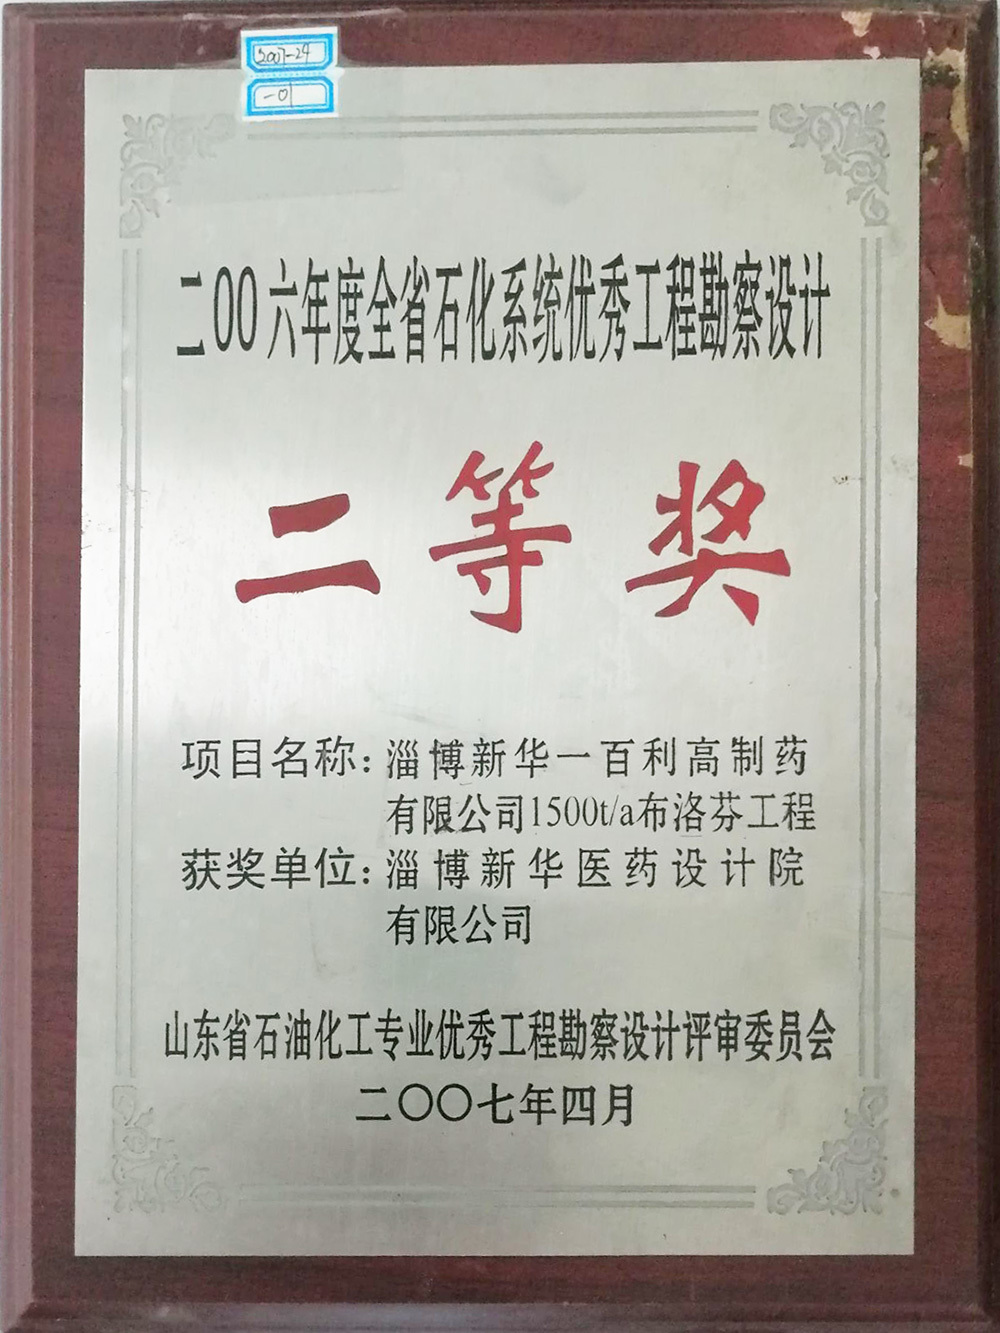 2007-24
-01
二00六年度全省石化系统优秀工程勘察设计
二等奖
项目名称：淄博新华一百利高制药
有限公司1500t/a布洛芬工程
获奖单位：淄博新华医药设计院
有限公司
山东省石油化工专业优秀工程勘察设计评审委员会
二〇〇七年四月